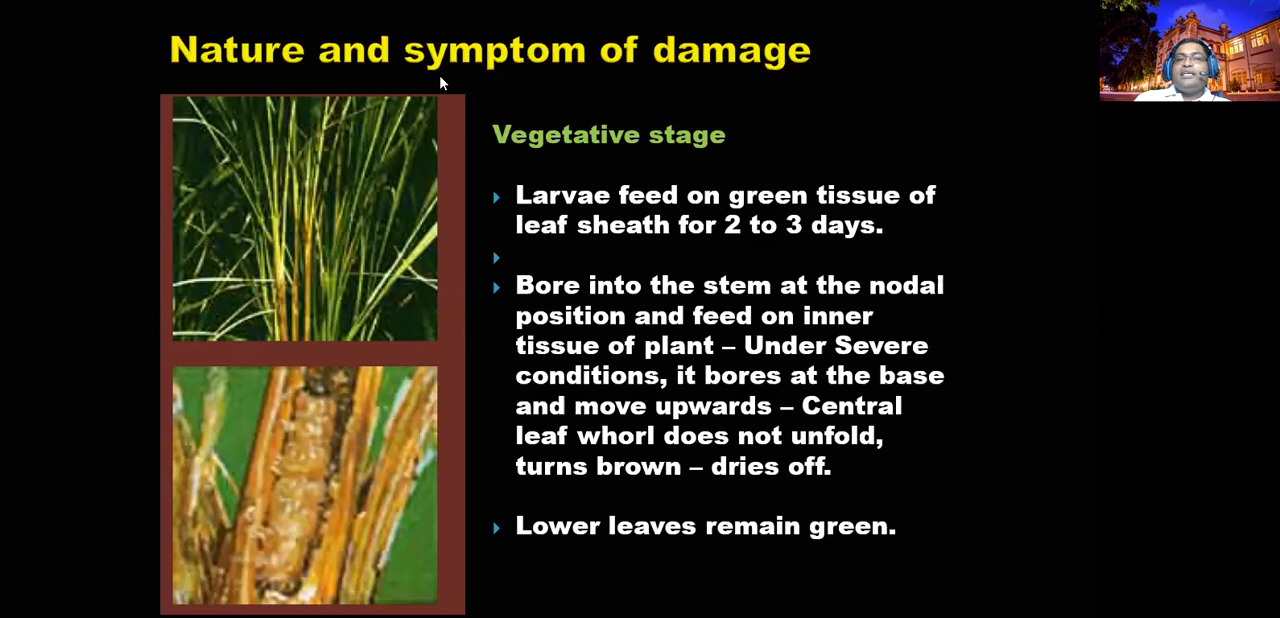 Nature and symptom of damage
Vegetative stage
Larvae feed on green tissue of
leaf sheath for 2 to 3 days.
Bore into the stem at the nodal
position and feed on inner
tissue of plant – Under Severe
conditions, it bores at the base
and move upwards – Central
leaf whorl does not unfold,
turns brown – dries off.
Lower leaves remain green.